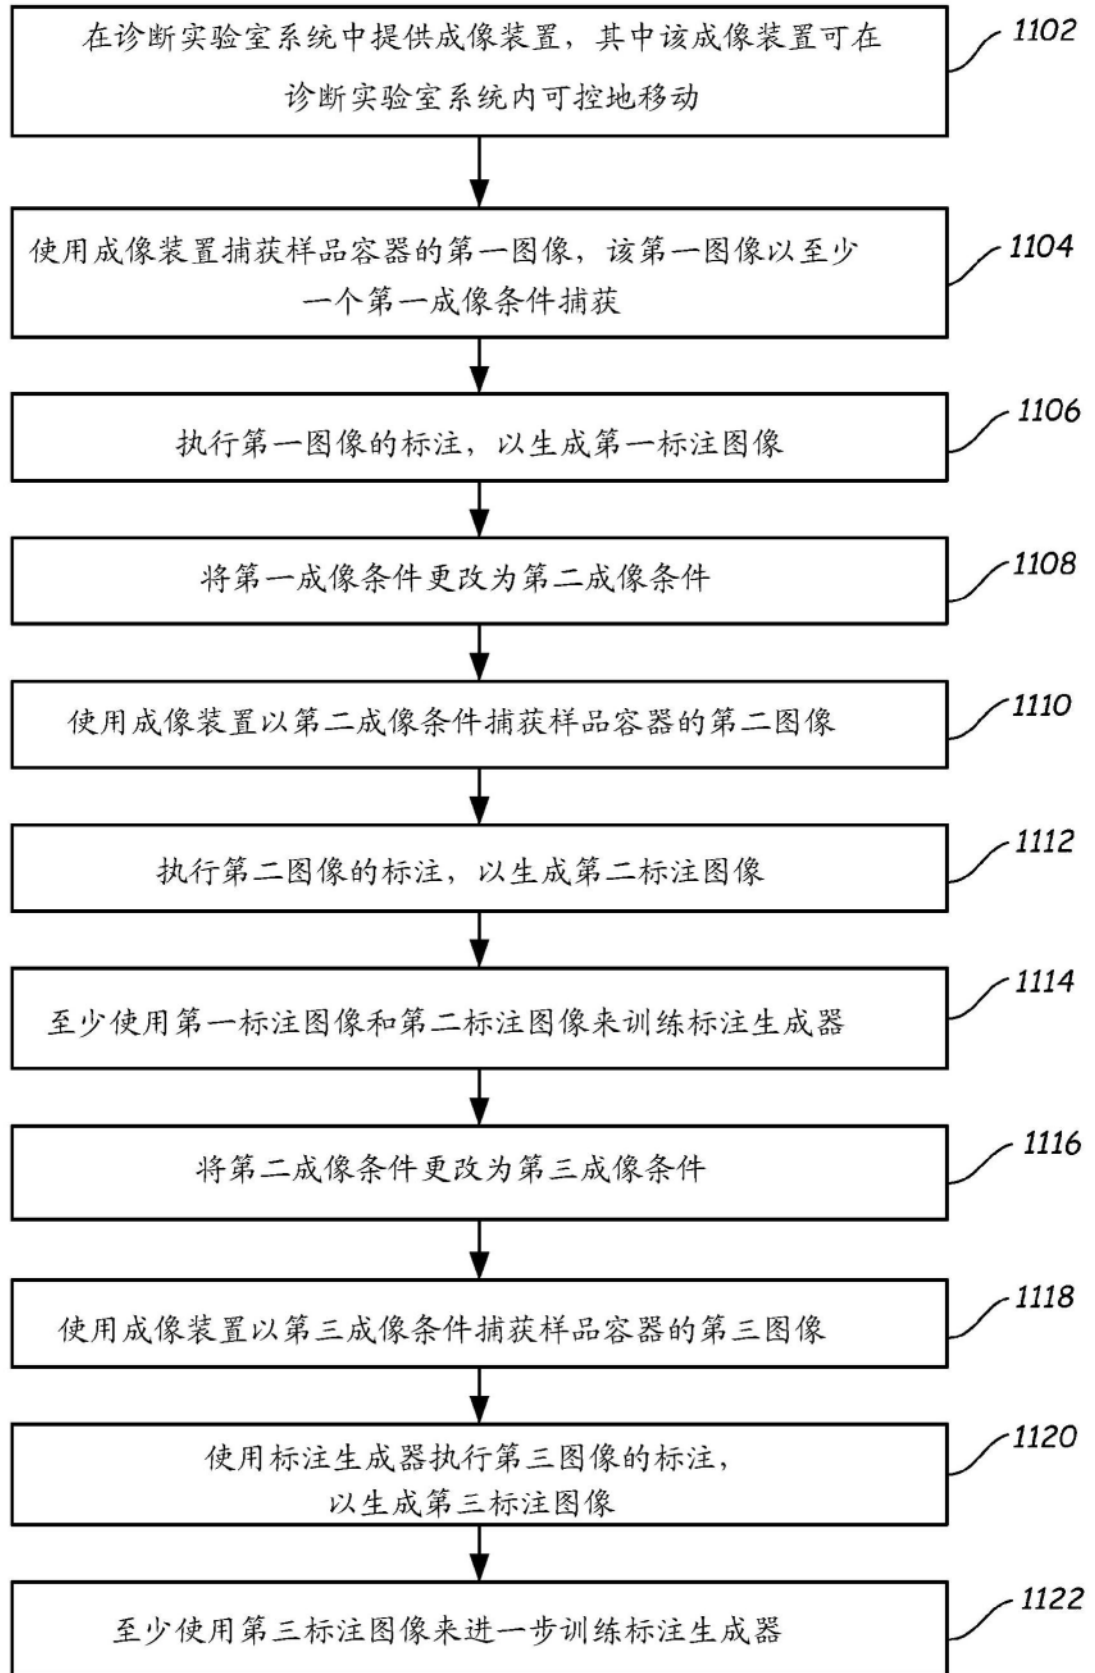 在诊断实验室系统中提供成像装置，其中该成像装置可在
诊断实验室系统内可控地移动
1102
使用成像装置捕获样品容器的第一图像，该第一图像以至少
一个第一成像条件捕获
1104
执行第一图像的标注，以生成第一标注图像
1106
将第一成像条件更改为第二成像条件
1108
使用成像装置以第二成像条件捕获样品容器的第二图像
1110
执行第二图像的标注，以生成第二标注图像
1112
至少使用第一标注图像和第二标注图像来训练标注生成器
1114
将第二成像条件更改为第三成像条件
1116
使用成像装置以第三成像条件捕获样品容器的第三图像
1118
使用标注生成器执行第三图像的标注，
以生成第三标注图像
1120
至少使用第三标注图像来进一步训练标注生成器
1122